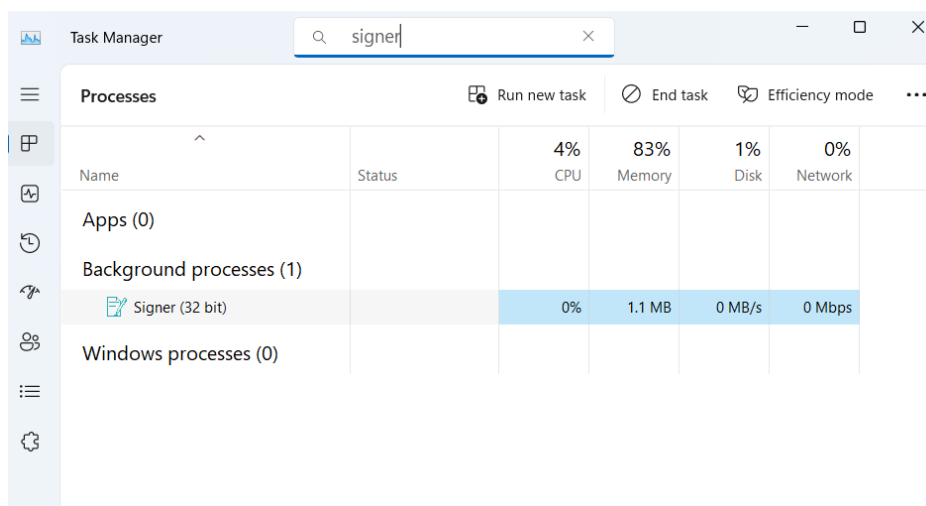 Task Manager
signer
Processes
Run new task
End task
Efficiency mode
4% 83% 1% 0%
Name Status CPU Memory Disk Network
Apps (0)
Background processes (1)
Signer (32 bit) 0% 1.1 MB 0 MB/s 0 Mbps
Windows processes (0)